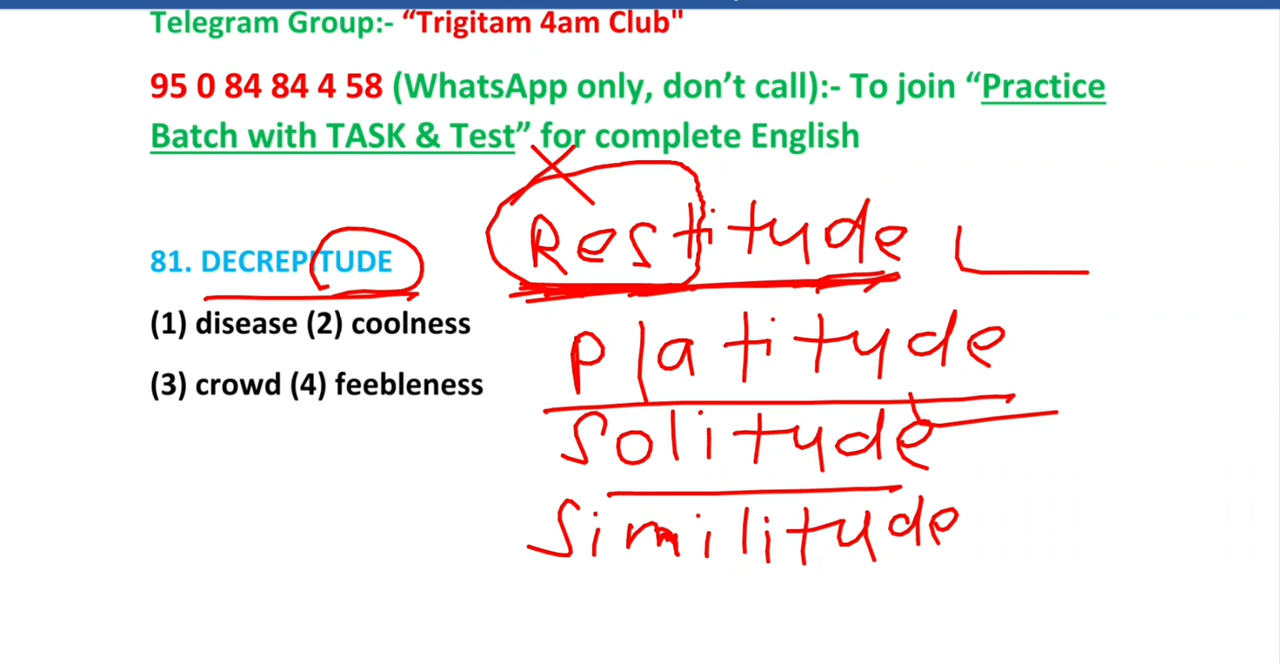 Telegram Group:- “Trigitam 4am Club"
95 0 84 84 4 58 (WhatsApp only, don’t call):- To join “Practice
Batch with TASK & Test” for complete English
Restitude
81. DECREPITUDE
(1) disease (2) coolness
Platitude
(3) crowd (4) feebleness
Solitude
Similitude